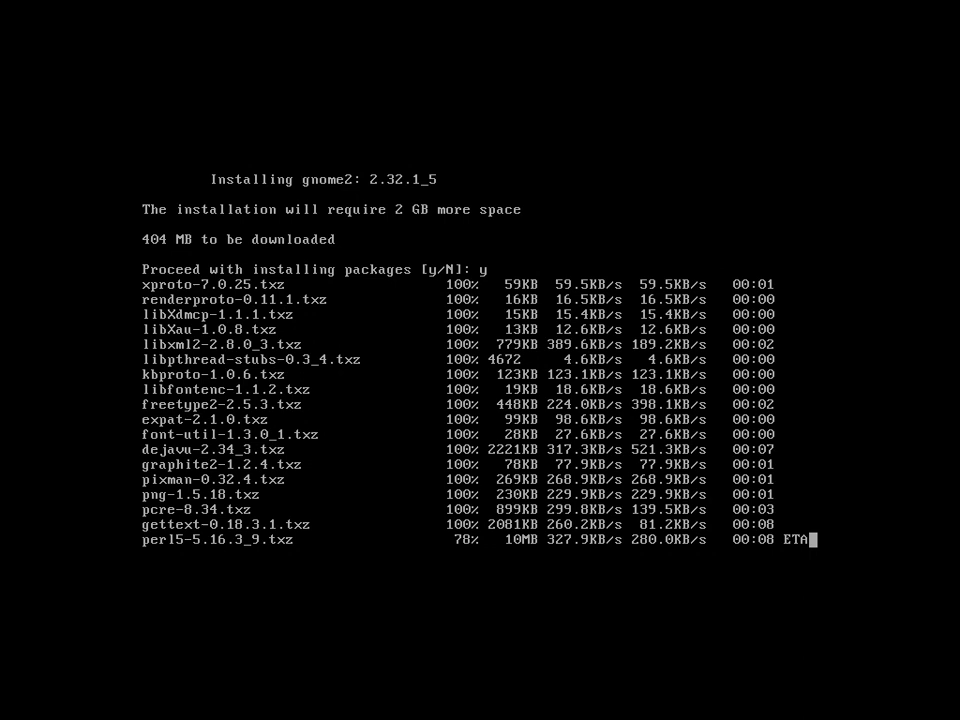 Installing gnome2: 2.32.1_5
The installation will require 2 GB more space
404 MB to be downloaded
Proceed with installing packages [y/N]: y
xproto-7.0.25.txz 100% 59KB 59.5KB/s 59.5KB/s 00:01
renderproto-0.11.1.txz 100% 16KB 16.5KB/s 16.5KB/s 00:00
libXdmcp-1.1.1.txz 100% 15KB 15.4KB/s 15.4KB/s 00:00
libXau-1.0.8.txz 100% 13KB 12.6KB/s 12.6KB/s 00:00
libxml2-2.8.0_3.txz 100% 779KB 389.6KB/s 189.2KB/s 00:02
libpthread-stubs-0.3_4.txz 100% 4672 4.6KB/s 4.6KB/s 00:00
kbproto-1.0.6.txz 100% 123KB 123.1KB/s 123.1KB/s 00:00
libfontenc-1.1.2.txz 100% 19KB 18.6KB/s 18.6KB/s 00:00
freetype2-2.5.3.txz 100% 448KB 224.0KB/s 398.1KB/s 00:02
expat-2.1.0.txz 100% 99KB 98.6KB/s 98.6KB/s 00:00
font-util-1.3.0_1.txz 100% 28KB 27.6KB/s 27.6KB/s 00:00
dejavu-2.34_3.txz 100% 2221KB 317.3KB/s 521.3KB/s 00:07
graphite2-1.2.4.txz 100% 78KB 77.9KB/s 77.9KB/s 00:01
pixman-0.32.4.txz 100% 269KB 268.9KB/s 268.9KB/s 00:01
png-1.5.18.txz 100% 230KB 229.9KB/s 229.9KB/s 00:01
pcre-8.34.txz 100% 899KB 299.8KB/s 139.5KB/s 00:03
gettext-0.18.3.1.txz 100% 2081KB 260.2KB/s 81.2KB/s 00:08
perl5-5.16.3_9.txz 78% 10MB 327.9KB/s 280.0KB/s 00:08 ETA